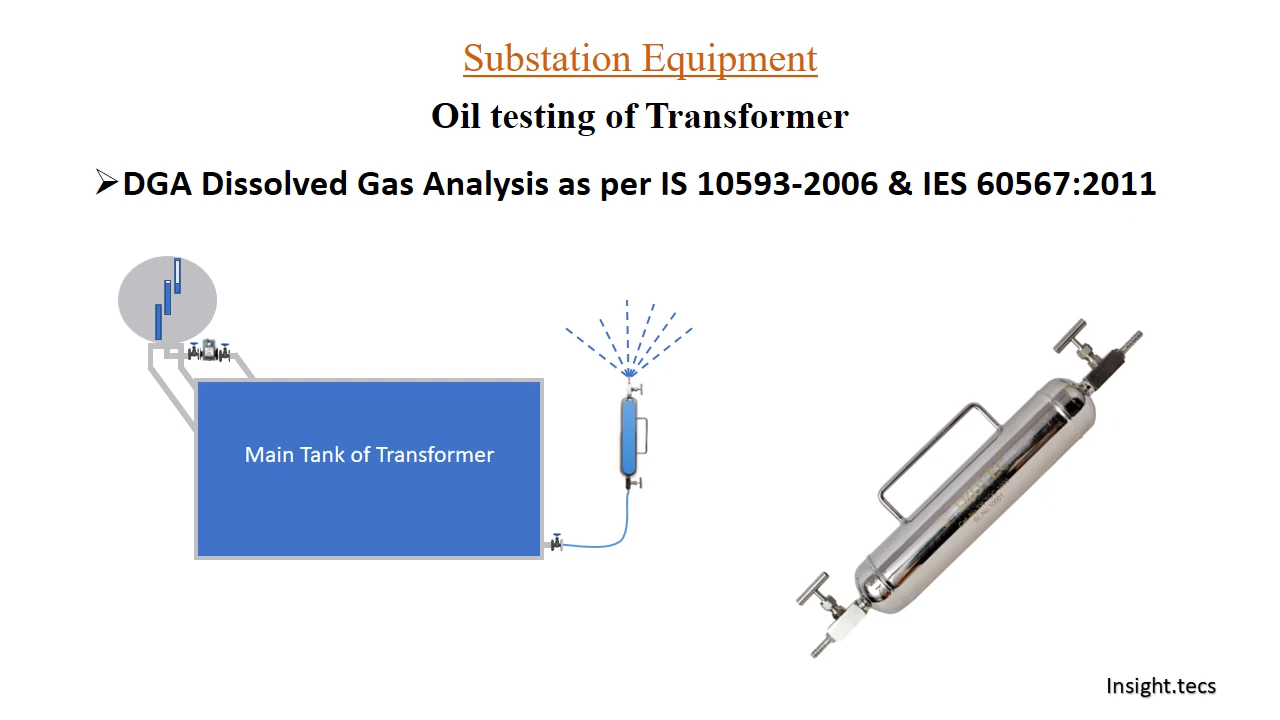 Substation Equipment
Oil testing of Transformer
➢DGA Dissolved Gas Analysis as per IS 10593-2006 & IES 60567:2011
Main Tank of Transformer
Insight.tecs